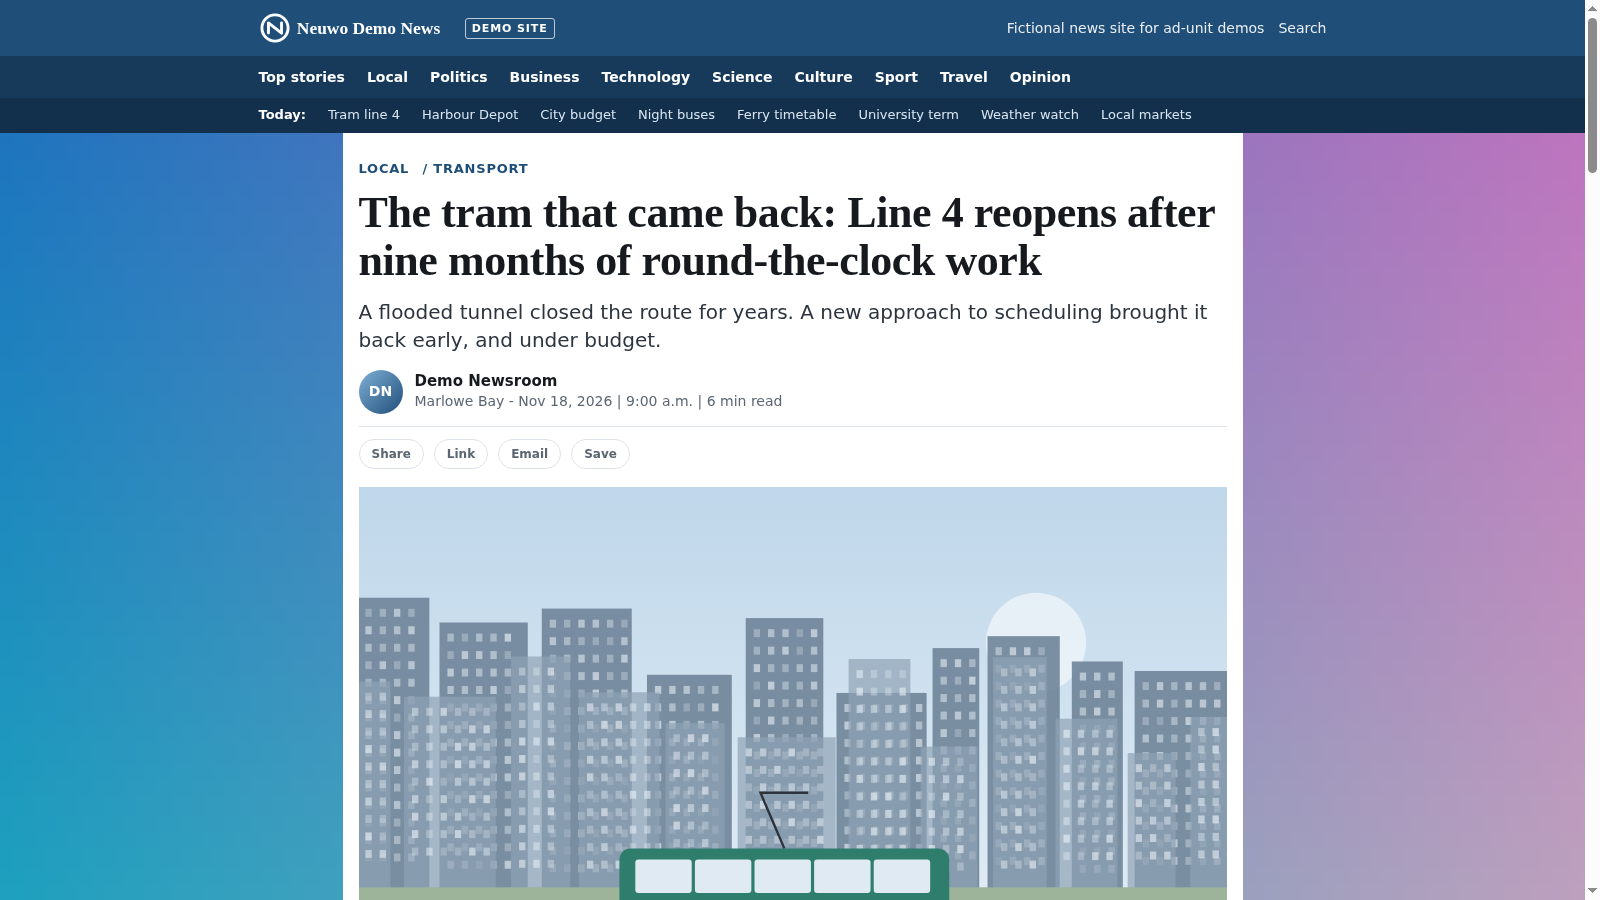 Neuwo Demo News
DEMO SITE
Fictional news site for ad-unit demos
Search
Top stories Local Politics Business Technology Science Culture Sport Travel Opinion
Today: Tram line 4 Harbour Depot City budget Night buses Ferry timetable University term Weather watch Local markets
LOCAL / TRANSPORT
The tram that came back: Line 4 reopens after
nine months of round-the-clock work
A flooded tunnel closed the route for years. A new approach to scheduling brought it
back early, and under budget.
DN
Demo Newsroom
Marlowe Bay - Nov 18, 2026 | 9:00 a.m. | 6 min read
Share Link Email Save